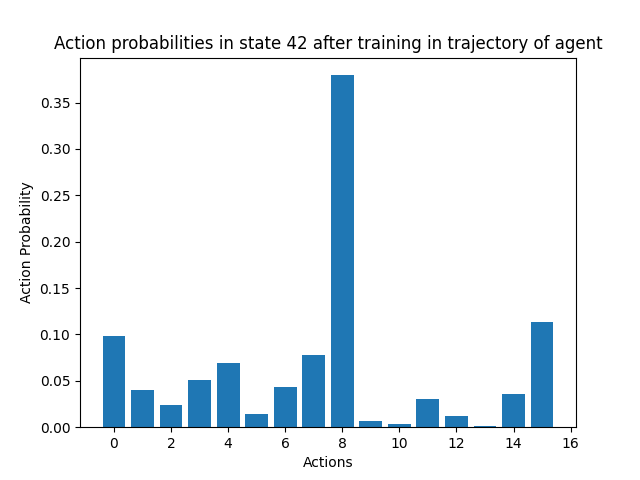 Action probabilities in state 42 after training in trajectory of agent
0.35
0.30
0.25
0.20
0.15
0.10
0.05
0.00
Action Probability
0 2 4 6 8 10 12 14 16
Actions